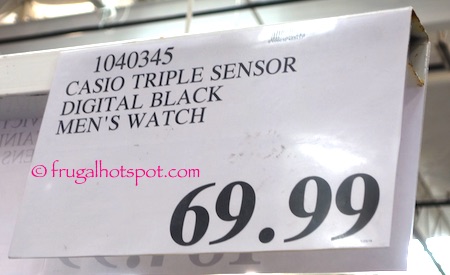 1040345
CASIO TRIPLE SENSOR
DIGITAL BLACK
MEN'S WATCH
© frugalhotspot.com
69.99